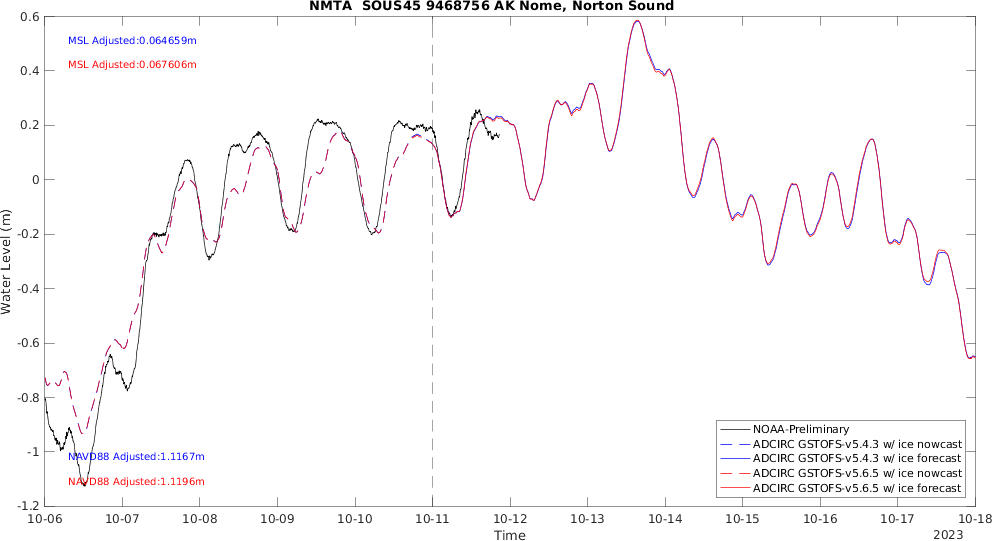 NMTA  SOUS45 9468756 AK Nome, Norton Sound
MSL Adjusted:0.064659m
MSL Adjusted:0.067606m
0.6
0.4
0.2
0
-0.2
-0.4
-0.6
-0.8
-1
-1.2
Water Level (m)
NAVD88 Adjusted:1.1167m
NAVD88 Adjusted:1.1196m
NOAA-Preliminary
ADCIRC GSTOFS-v5.4.3 w/ ice nowcast
ADCIRC GSTOFS-v5.4.3 w/ ice forecast
ADCIRC GSTOFS-v5.6.5 w/ ice nowcast
ADCIRC GSTOFS-v5.6.5 w/ ice forecast
10-06 10-07 10-08 10-09 10-10 10-11 10-12 10-13 10-14 10-15 10-16 10-17 10-18
Time
2023